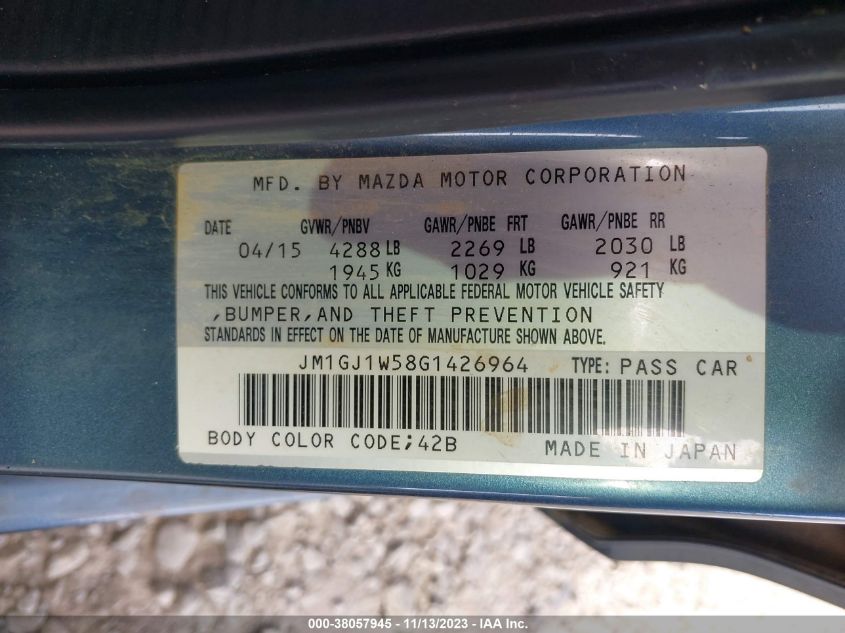 MFD. BY MAZDA MOTOR CORPORATION
DATE GVWR/PNBV GAWR/PNBE FRT GAWR/PNBE RR
04/15 4288 LB 2269 LB 2030 LB
1945 KG 1029 KG 921 KG
THIS VEHICLE CONFORMS TO ALL APPLICABLE FEDERAL MOTOR VEHICLE SAFETY
,BUMPER,AND THEFT PREVENTION
STANDARDS IN EFFECT ON THE DATE OF MANUFACTURE SHOWN ABOVE.
JM1GJ1W58G1426964 TYPE: PASS CAR
BODY COLOR CODE;42B MADE IN JAPAN
000-38057945 - 11/13/2023 - IAA Inc.